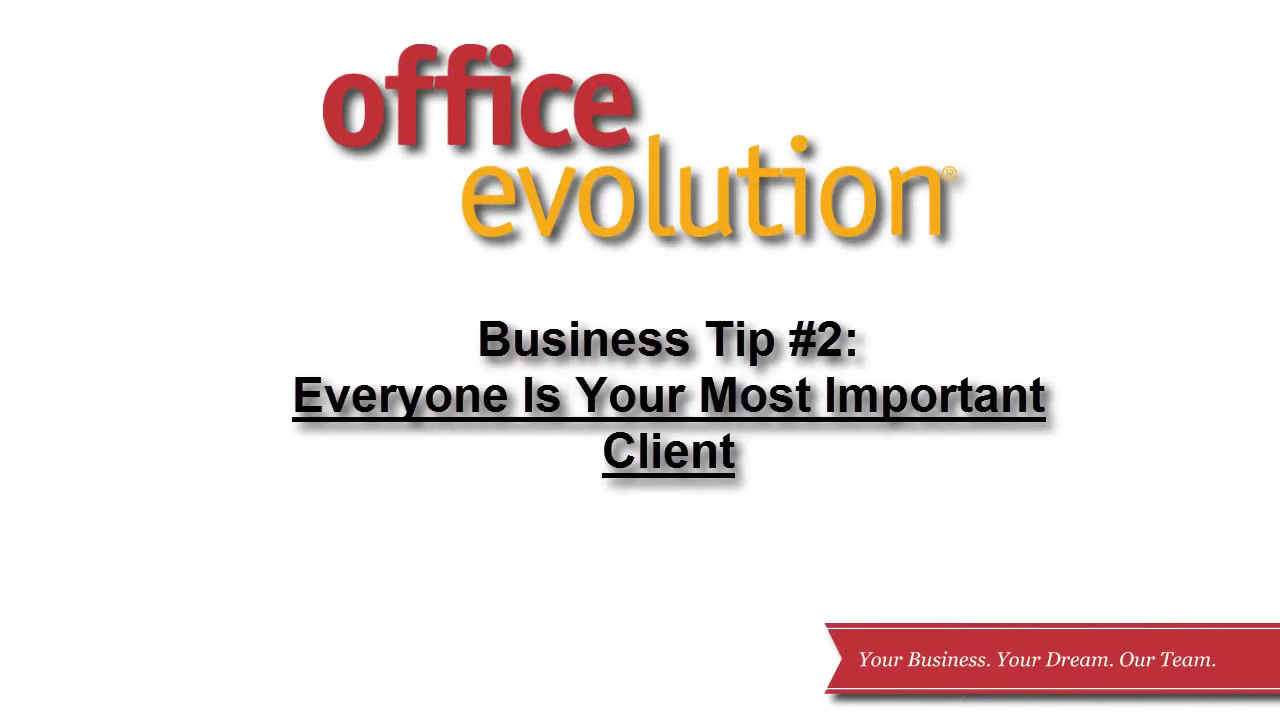 office
evolution®
Business Tip #2:
Everyone Is Your Most Important
Client
Your Business. Your Dream. Our Team.